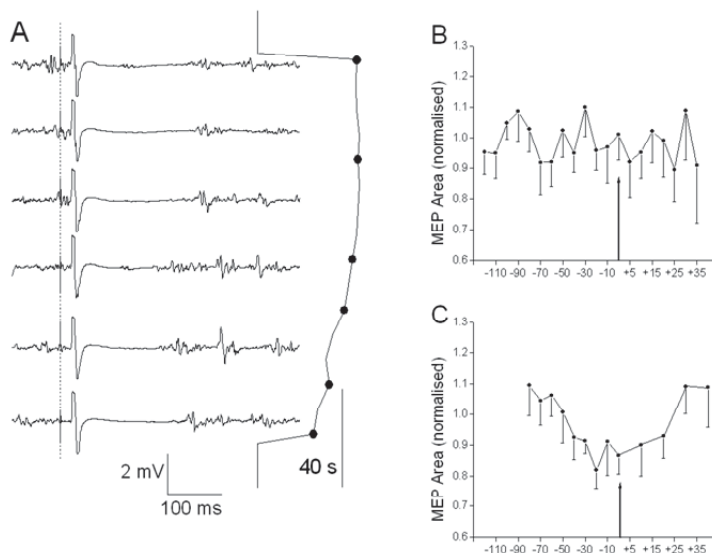 A
2 mV
100 ms
40 s
B
MEP Area (normalised)
1.3
1.2
1.1
1.0
0.9
0.8
0.7
0.6
-110 -90 -70 -50 -30 -10 +5 +15 +25 +35
C
MEP Area (normalised)
1.3
1.2
1.1
1.0
0.9
0.8
0.7
0.6
-110 -90 -70 -50 -30 -10 +5 +15 +25 +35